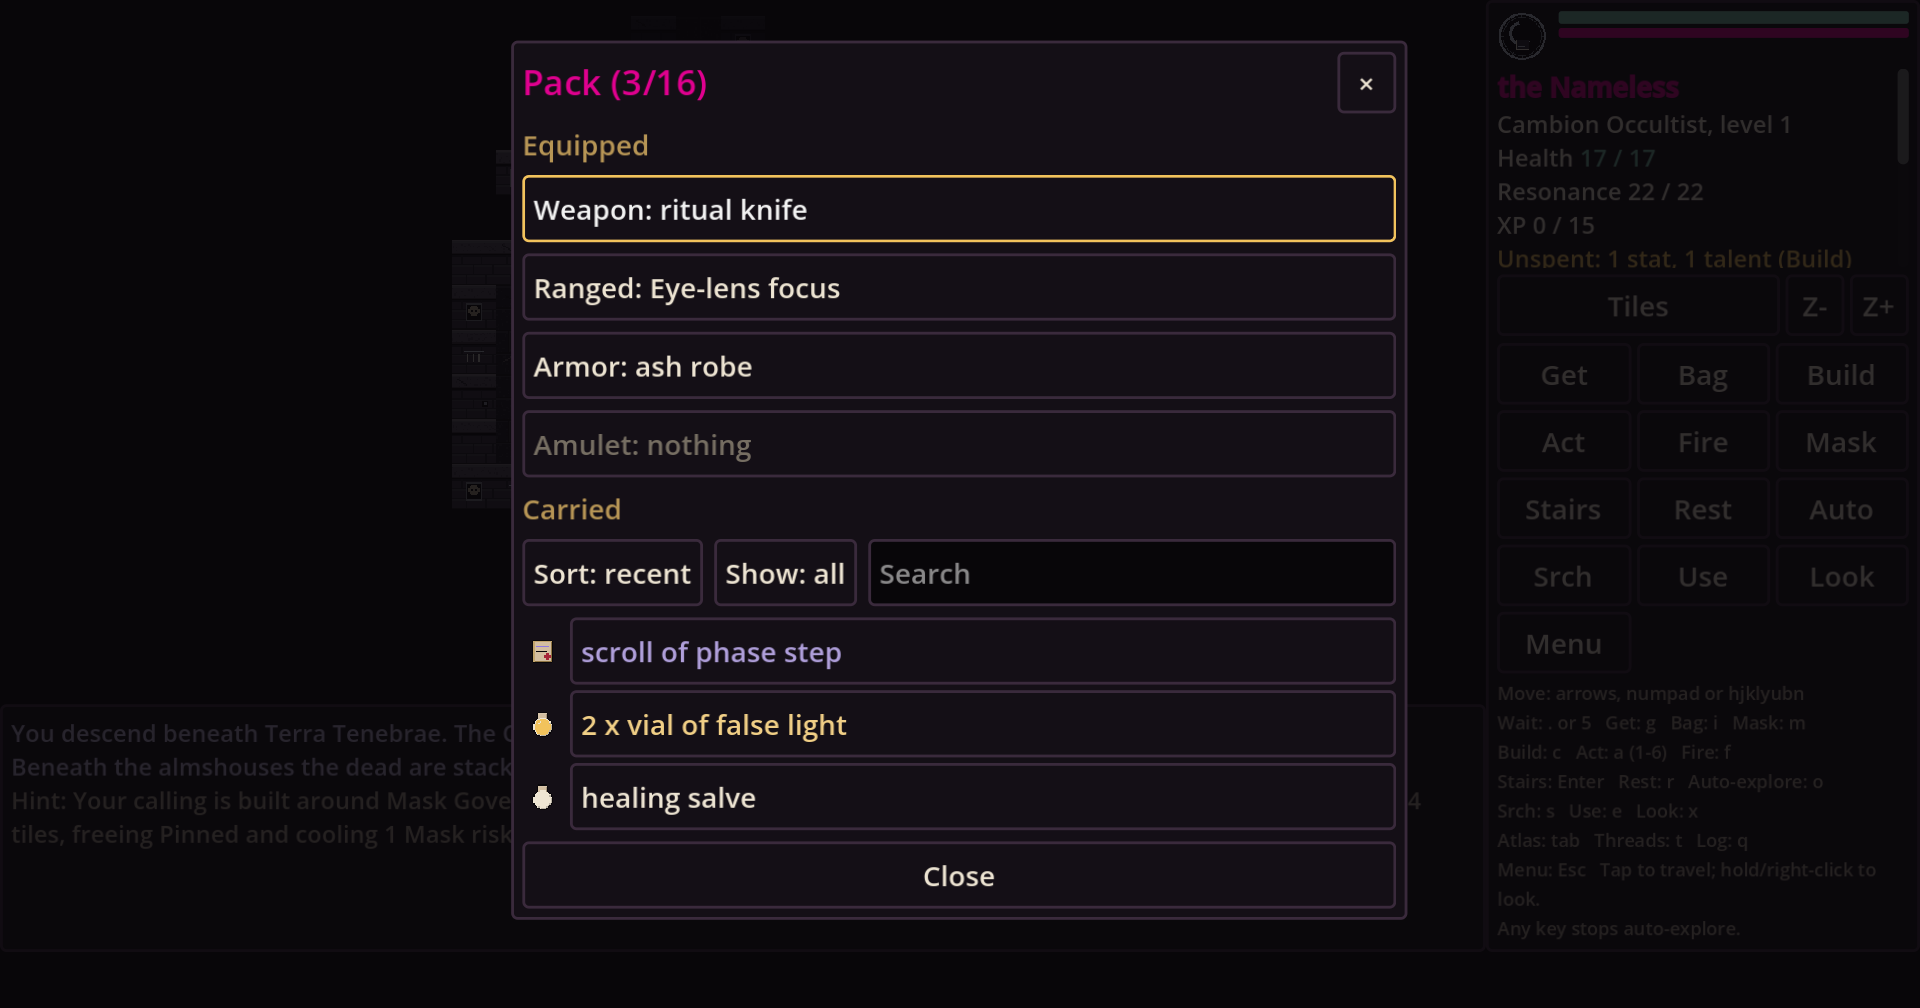 Pack (3/16)
×
Equipped
Weapon: ritual knife
Ranged: Eye-lens focus
Armor: ash robe
Amulet: nothing
Carried
Sort: recent
Show: all
Search
scroll of phase step
2 x vial of false light
healing salve
Close
the Nameless
Cambion Occultist, level 1
Health 17 / 17
Resonance 22 / 22
XP 0 / 15
Unspent: 1 stat, 1 talent (Build)
Tiles
Z-
Z+
Get
Bag
Build
Act
Fire
Mask
Stairs
Rest
Auto
Srch
Use
Look
Menu
Move: arrows, numpad or hjklyubn
Wait: . or 5 Get: g Bag: i Mask: m
Build: c Act: a (1-6) Fire: f
Stairs: Enter Rest: r Auto-explore: o
Srch: s Use: e Look: x
Atlas: tab Threads: t Log: q
Menu: Esc Tap to travel; hold/right-click to
look.
Any key stops auto-explore.
You descend beneath Terra Tenebrae. The
Beneath the almshouses the dead are stack
Hint: Your calling is built around Mask Gove
4
tiles, freeing Pinned and cooling 1 Mask risk